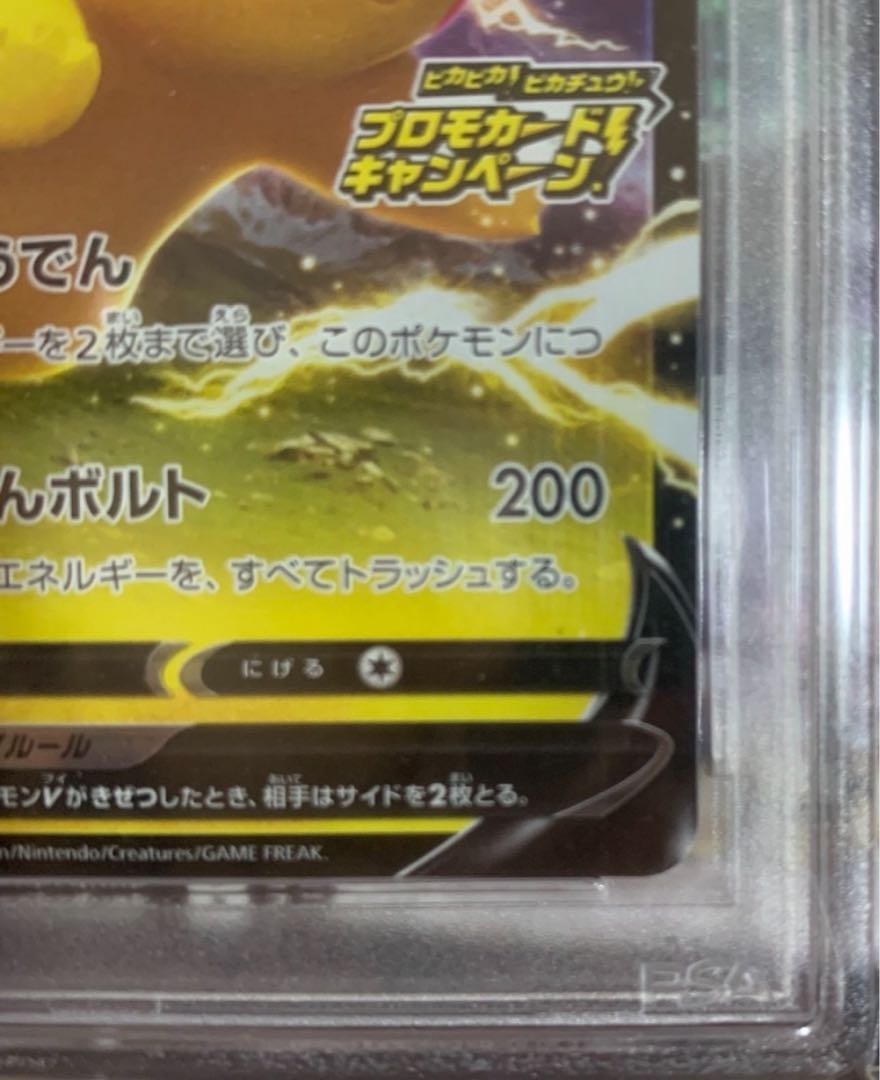 ピカピカ! ピカチュウ!
プロモカード
キャンペーン!
うでん
ーを2枚まで選び、このポケモンにつ
んボルト 200
エネルギーを、すべてトラッシュする。
にげる
ルール
モンVがきぜつしたとき、相手はサイドを2枚とる。
n/Nintendo/Creatures/GAME FREAK.
PSA